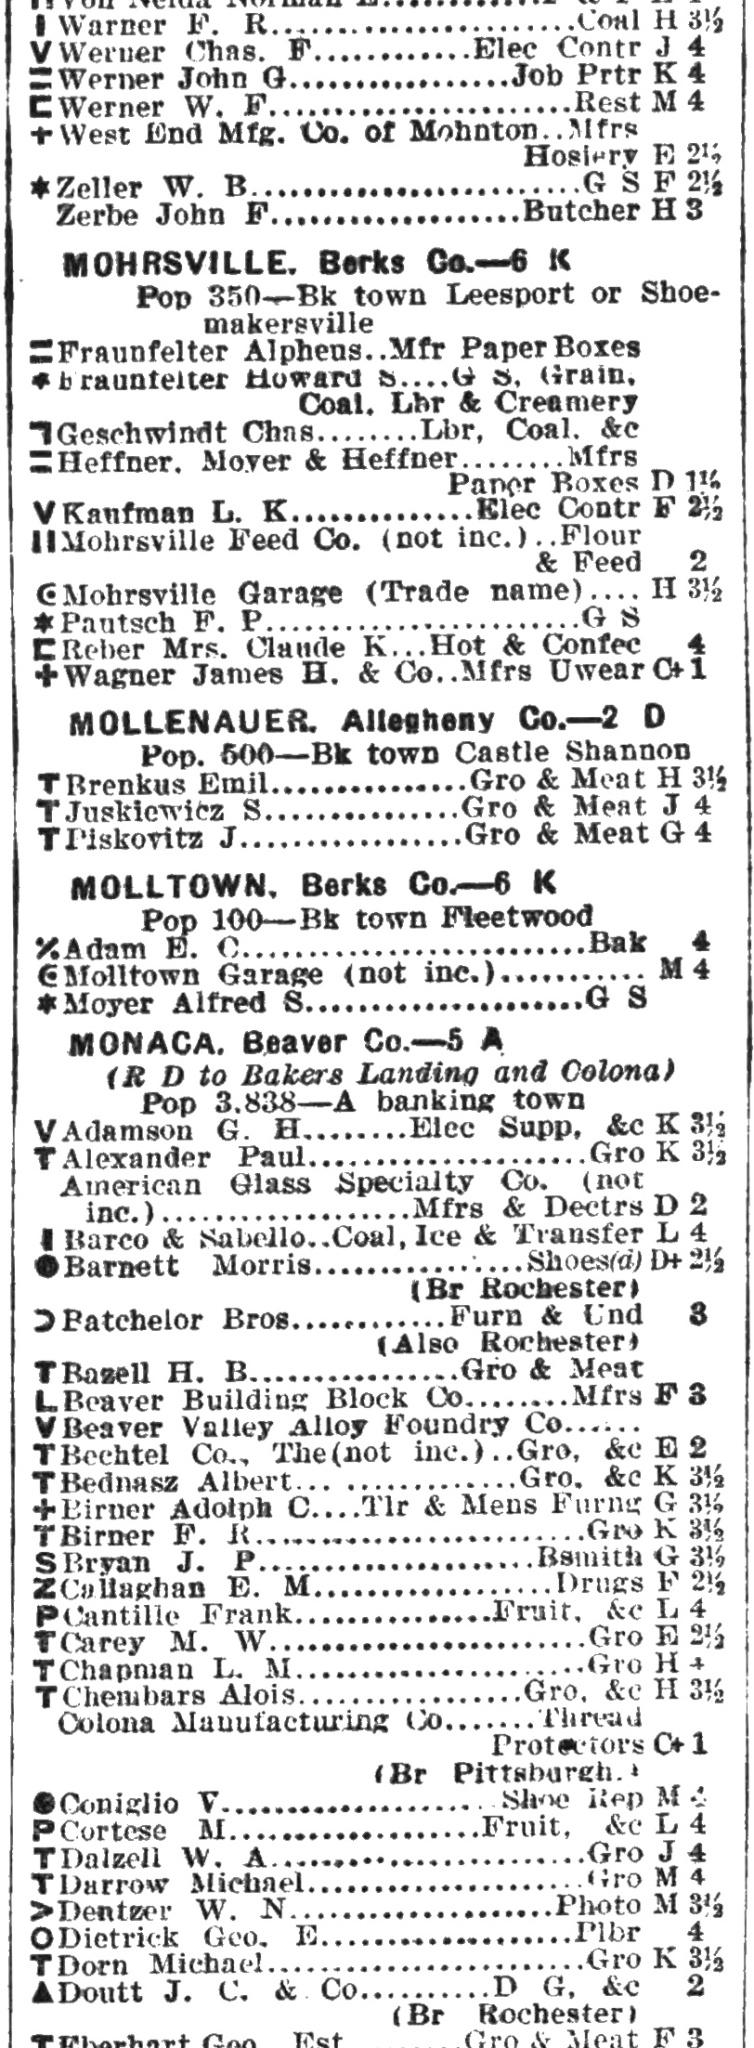 Von Neida Norman E
Warner F. R. Coal H 3½
V Werner Chas. F. Elec Contr J 4
Werner John G. Job Prtr K 4
Werner W. F. Rest M 4
+ West End Mfg. Co. of Mohnton..Mfrs
Hosiery E 2½
* Zeller W. B. G S F 2½
Zerbe John F. Butcher H 3
MOHRSVILLE, Berks Co.—6 K
Pop 350—Bk town Leesport or Shoe-
makersville
Fraunfelter Alphens..Mfr Paper Boxes
* Fraunfelter Howard S....G S, Grain,
Coal, Lbr & Creamery
Geschwindt Chas........Lbr, Coal, &c
Heffner, Moyer & Heffner........Mfrs
Paper Boxes D 1½
V Kaufman L. K. Elec Contr F 2½
II Mohrsville Feed Co. (not inc.)..Flour
& Feed 2
Mohrsville Garage (Trade name).... H 3½
* Pautsch F. P. G S
Reber Mrs. Claude K...Hot & Confec 4
+ Wagner James H. & Co..Mfrs Uwear C+ 1
MOLLENAUER, Allegheny Co.—2 D
Pop. 500—Bk town Castle Shannon
T Brenkus Emil Gro & Meat H 3½
T Juskiewicz S. Gro & Meat J 4
T Piskovitz J. Gro & Meat G 4
MOLLTOWN, Berks Co.—6 K
Pop 100—Bk town Fleetwood
% Adam E. C. Bak 4
Molltown Garage (not inc.) M 4
* Moyer Alfred S. G S
MONACA, Beaver Co.—5 A
(R D to Bakers Landing and Colona)
Pop 3,838—A banking town
V Adamson G. H. Elec Supp, &c K 3½
T Alexander Paul Gro K 3½
American Glass Specialty Co. (not
inc.) Mfrs & Dectrs D 2
Barco & Sabello..Coal, Ice & Transfer L 4
● Barnett Morris Shoes(d) D+ 2½
(Br Rochester)
Batchelor Bros. Furn & Und 3
(Also Rochester)
T Bazell H. B. Gro & Meat
L Beaver Building Block Co. Mfrs F 3
V Beaver Valley Alloy Foundry Co.
T Bechtel Co., The (not inc.)..Gro, &c E 2
T Bednasz Albert Gro, &c K 3½
+ Birner Adolph C....Tlr & Mens Furng G 3½
T Birner F. R. Gro K 3½
S Bryan J. P. Bsmith G 3½
Z Callaghan E. M. Drugs F 2½
P Cantille Frank Fruit, &c L 4
T Carey M. W. Gro E 2½
T Chapman L. M. Gro H 4
T Chembars Alois Gro, &c H 3½
Colona Manufacturing Co. Thread
Protectors C+ 1
(Br Pittsburgh.)
● Coniglio V. Shoe Rep M 4
P Cortese M. Fruit, &c L 4
T Dalzell W. A. Gro J 4
T Darrow Michael Gro M 4
> Dentzer W. N. Photo M 3½
O Dietrick Geo. E. Plbr 4
T Dorn Michael Gro K 3½
▲ Doutt J. C. & Co. D G, &c 2
(Br Rochester)
T Eberhart Geo. Est. Gro & Meat F 3